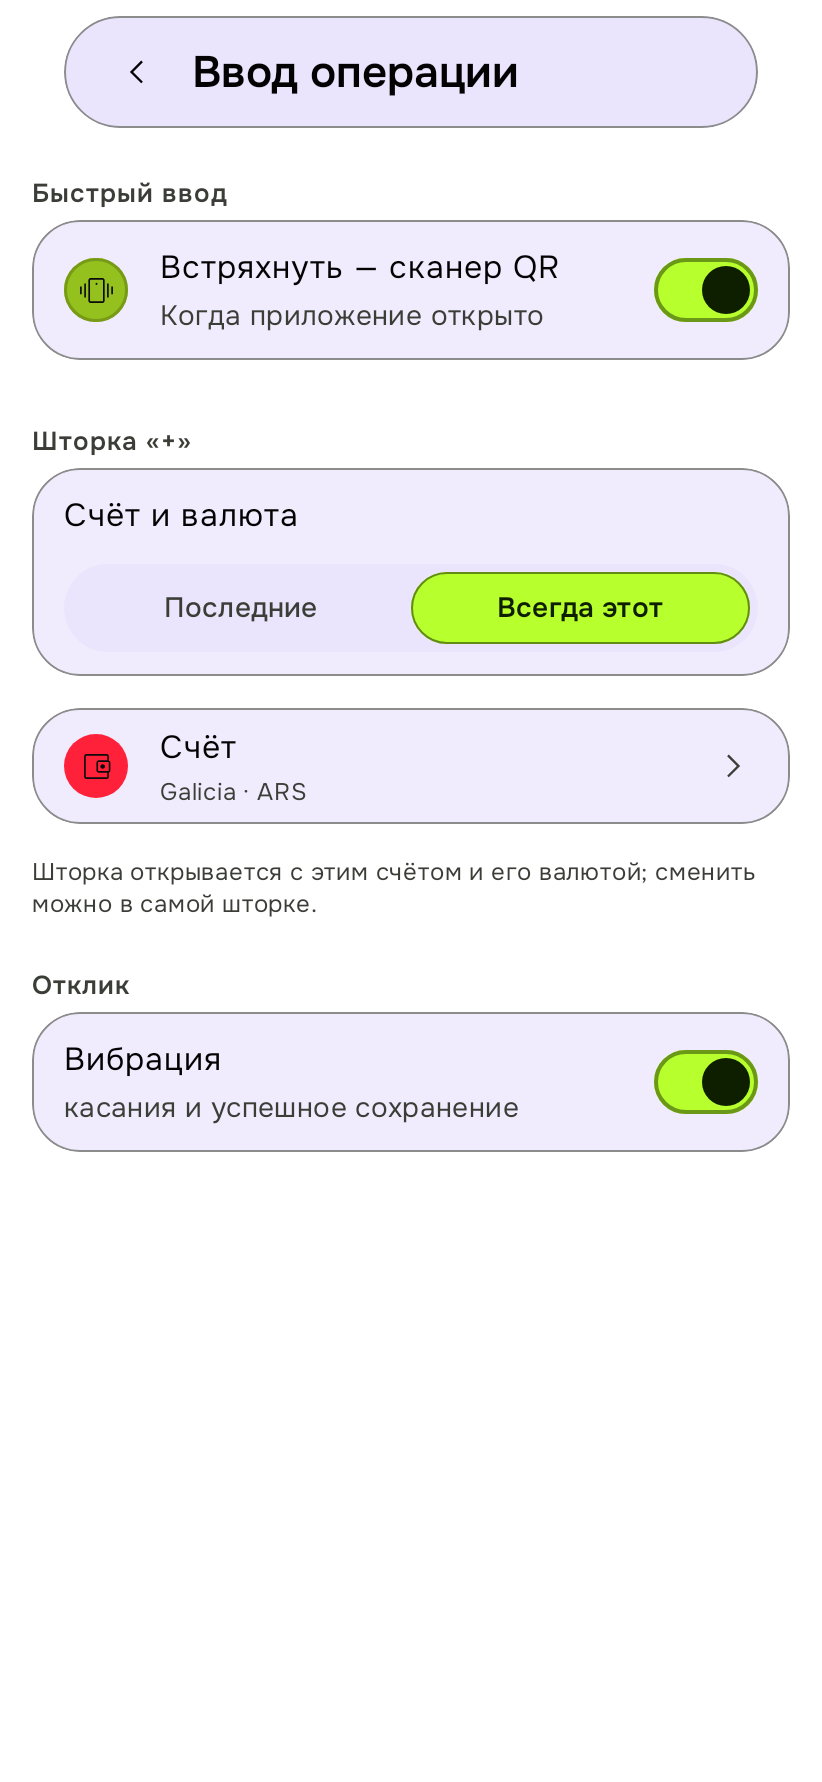 Ввод операции
Быстрый ввод
Встряхнуть — сканер QR
Когда приложение открыто
Шторка «+»
Счёт и валюта
Последние
Всегда этот
Счёт
Galicia · ARS
Шторка открывается с этим счётом и его валютой; сменить
можно в самой шторке.
Отклик
Вибрация
касания и успешное сохранение